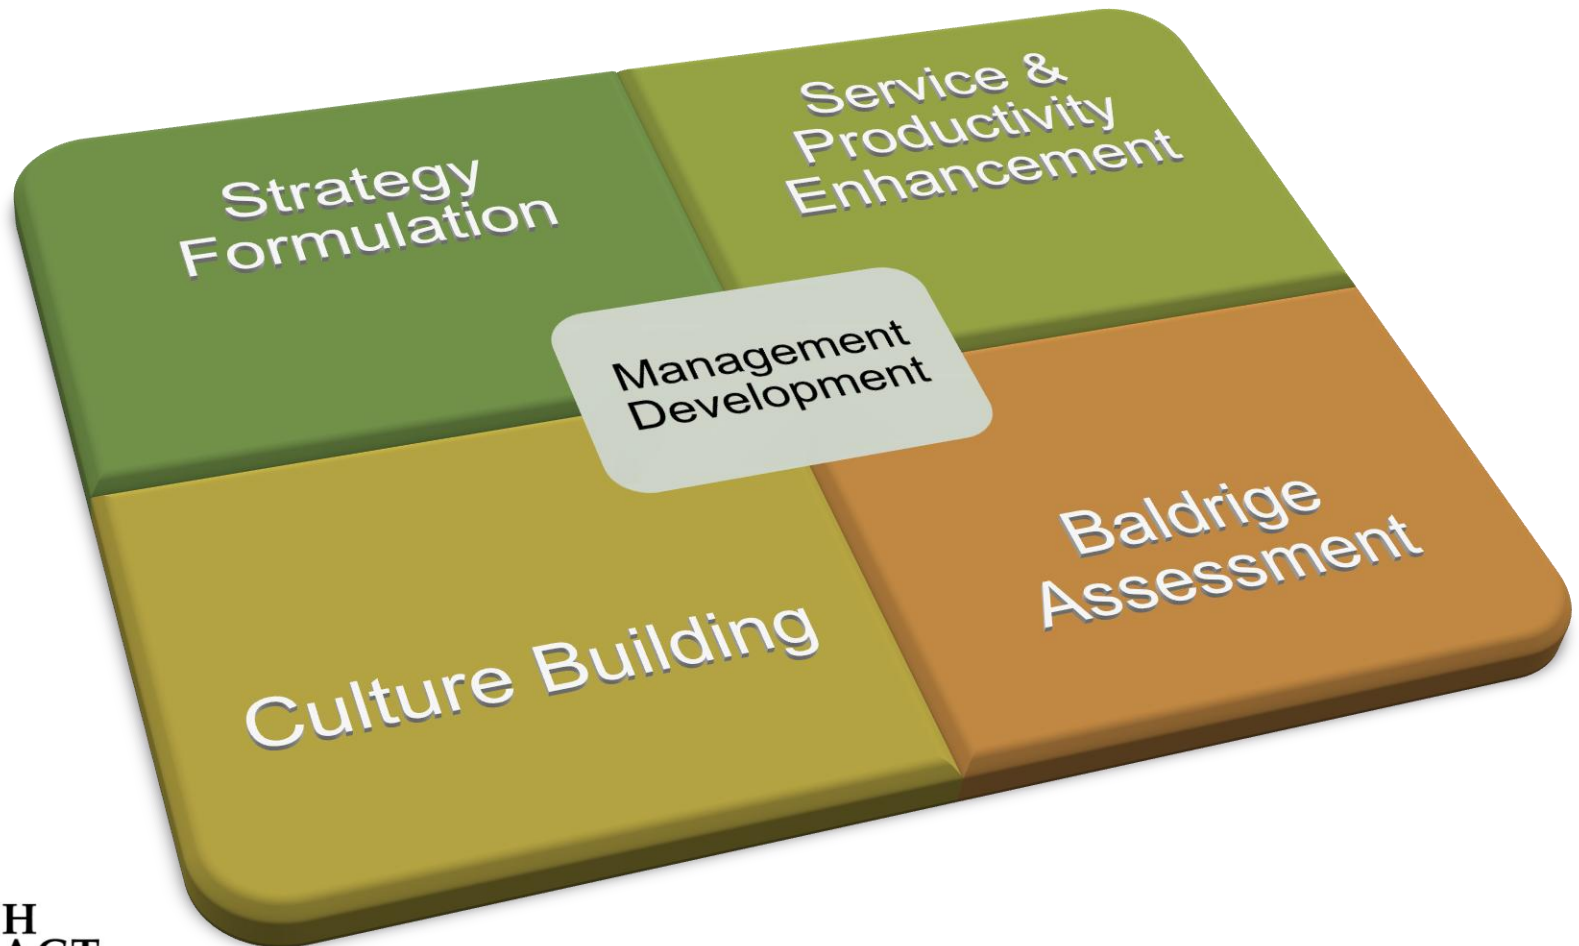 Strategy
Formulation
Service &
Productivity
Enhancement
Management
Development
Culture Building
Baldrige
Assessment
H